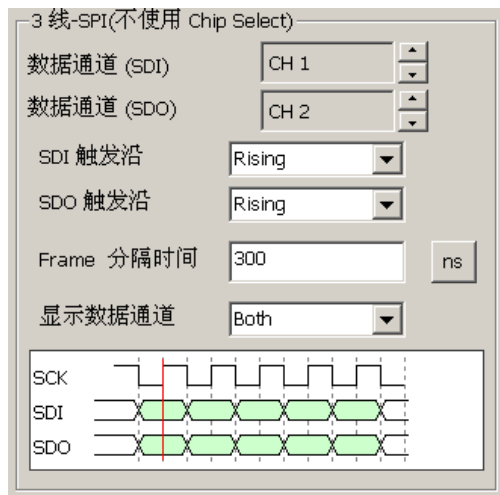 3 线-SPI(不使用 Chip Select)
数据通道 (SDI) CH 1
数据通道 (SDO) CH 2
SDI 触发沿 Rising
SDO 触发沿 Rising
Frame 分隔时间 300 ns
显示数据通道 Both
SCK
SDI
SDO